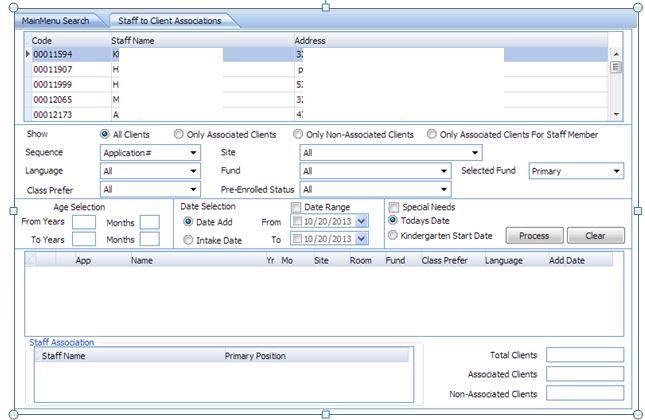 MainMenu Search Staff to Client Associations
Code Staff Name Address
00011594 33
00011907 H p
00011999 H 53
00012065 M 32
00012173 A 47
Show All Clients Only Associated Clients Only Non-Associated Clients Only Associated Clients For Staff Member
Sequence Application# Site All
Language All Fund All Selected Fund Primary
Class Prefer All Pre-Enrolled Status All
Age Selection Date Selection Date Range Special Needs
From Years Months Date Add From 10/20/2013 Todays Date
To Years Months Intake Date To 10/20/2013 Kindergarten Start Date Process Clear
App Name Yr Mo Site Room Fund Class Prefer Language Add Date
Staff Association
Staff Name Primary Position
Total Clients
Associated Clients
Non-Associated Clients